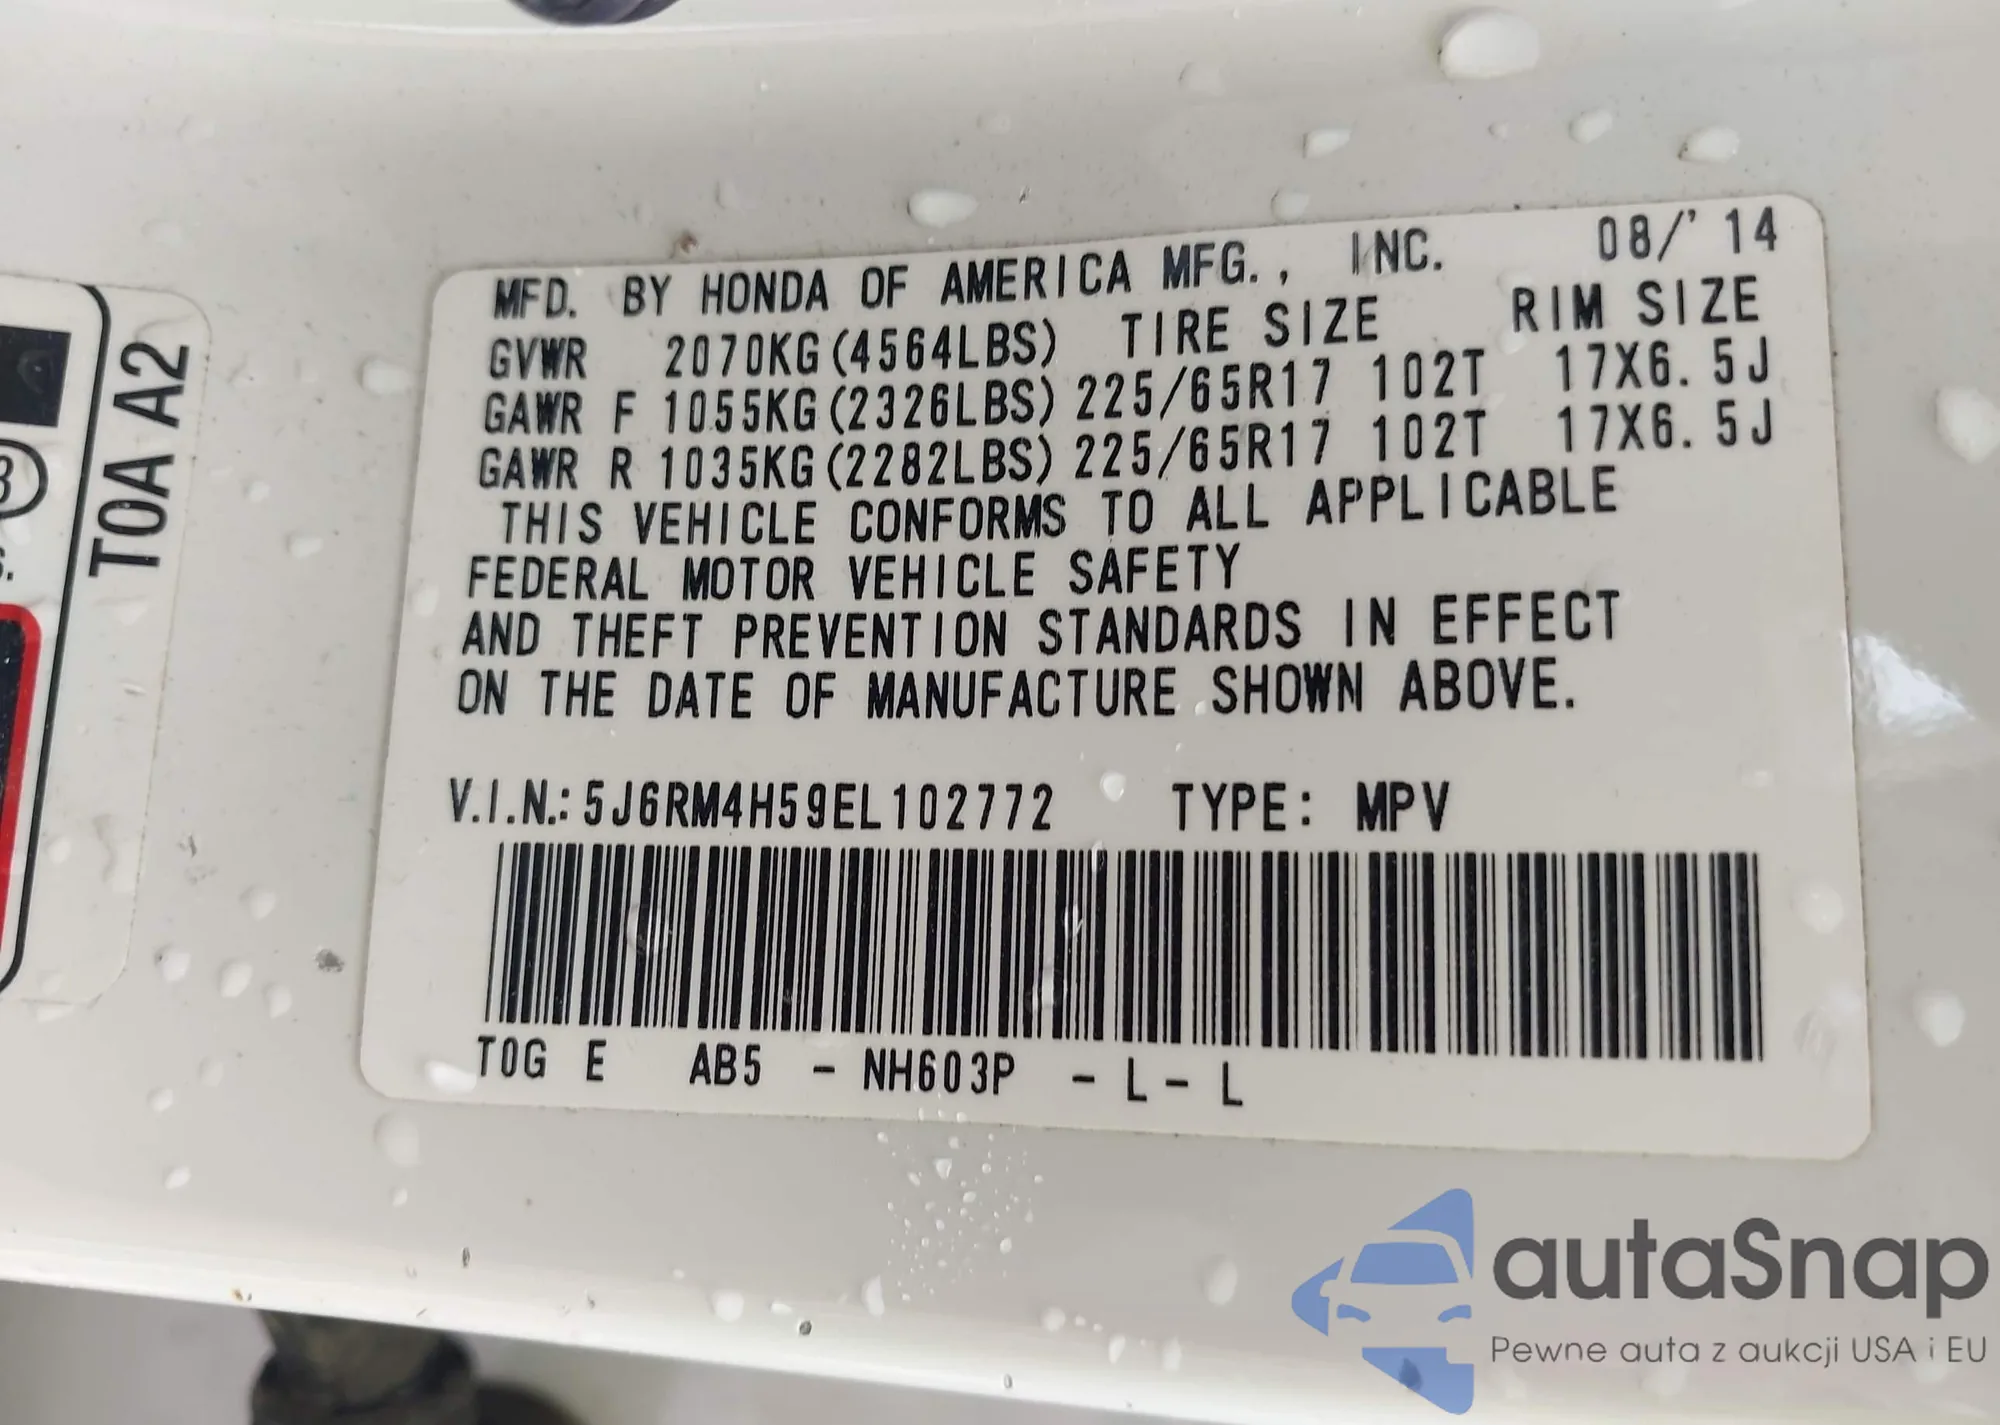 MFD. BY HONDA OF AMERICA MFG., INC. 08/'14
GVWR 2070KG(4564LBS) TIRE SIZE RIM SIZE
GAWR F 1055KG(2326LBS) 225/65R17 102T 17X6.5J
GAWR R 1035KG(2282LBS) 225/65R17 102T 17X6.5J
THIS VEHICLE CONFORMS TO ALL APPLICABLE
FEDERAL MOTOR VEHICLE SAFETY
AND THEFT PREVENTION STANDARDS IN EFFECT
ON THE DATE OF MANUFACTURE SHOWN ABOVE.
V.I.N.: 5J6RM4H59EL102772 TYPE: MPV
T0G E AB5 - NH603P - L - L
T0A A2
autaSnap
Pewne auta z aukcji USA i EU